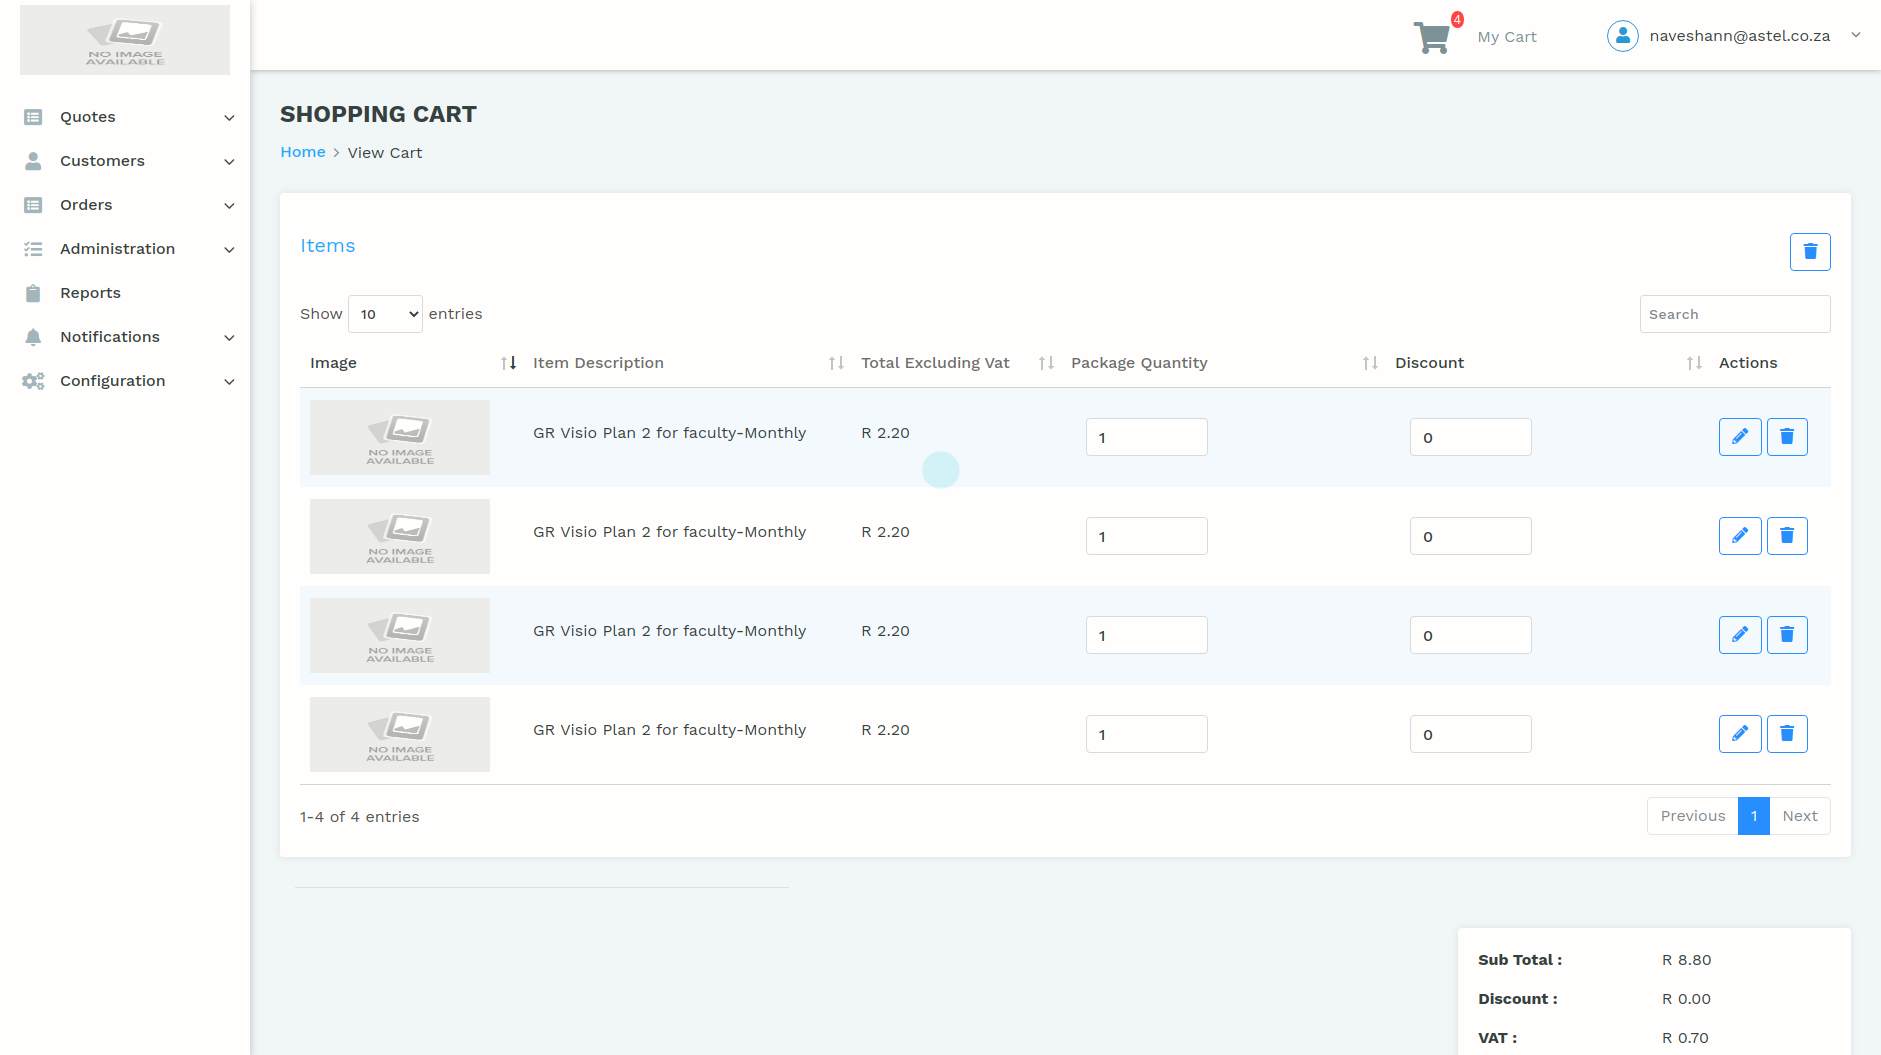 NO IMAGE
AVAILABLE
4
My Cart
naveshann@astel.co.za
Quotes
Customers
Orders
Administration
Reports
Notifications
Configuration
SHOPPING CART
Home > View Cart
Items
Show 10 entries
Search
Image Item Description Total Excluding Vat Package Quantity Discount Actions
NO IMAGE
AVAILABLE
GR Visio Plan 2 for faculty-Monthly R 2.20 1 0
NO IMAGE
AVAILABLE
GR Visio Plan 2 for faculty-Monthly R 2.20 1 0
NO IMAGE
AVAILABLE
GR Visio Plan 2 for faculty-Monthly R 2.20 1 0
NO IMAGE
AVAILABLE
GR Visio Plan 2 for faculty-Monthly R 2.20 1 0
1-4 of 4 entries
Previous 1 Next
Sub Total : R 8.80
Discount : R 0.00
VAT : R 0.70